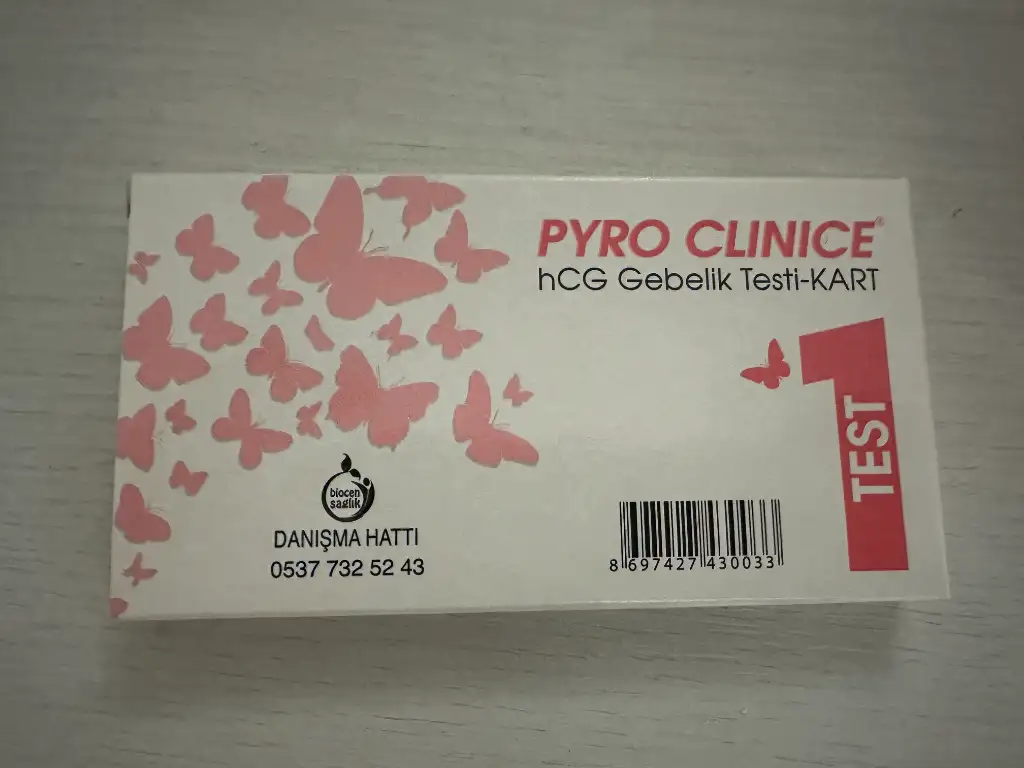 PYRO CLINICE®
hCG Gebelik Testi-KART
1
TEST
biocen
sağlık
DANIŞMA HATTI
0537 732 52 43
8 697427 430033